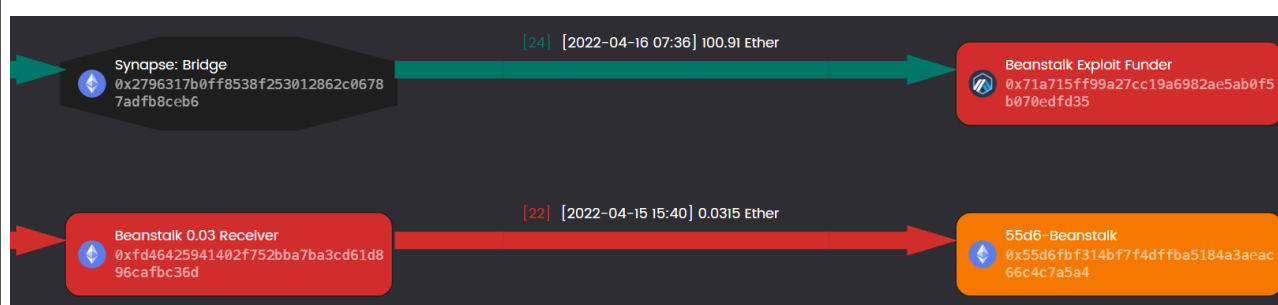 [24] [2022-04-16 07:36] 100.91 Ether
Synapse: Bridge
0x2796317b0ff8538f253012862c0678
7adfb8ceb6
Beanstalk Exploit Funder
0x71a715ff99a27cc19a6982ae5ab0f5
b070edfd35
[22] [2022-04-15 15:40] 0.0315 Ether
Beanstalk 0.03 Receiver
0xfd46425941402f752bba7ba3cd61d8
96cafbc36d
55d6-Beanstalk
0x55d6fbf314bf7f4dffba5184a3aeac
66c4c7a5a4